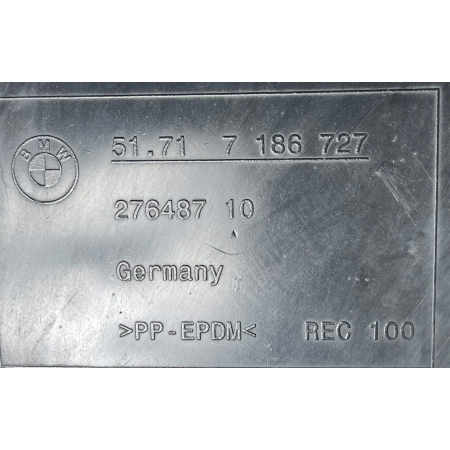 BMW
51.71 7 186 727
276487 10
Germany
>PP-EPDM< REC 100